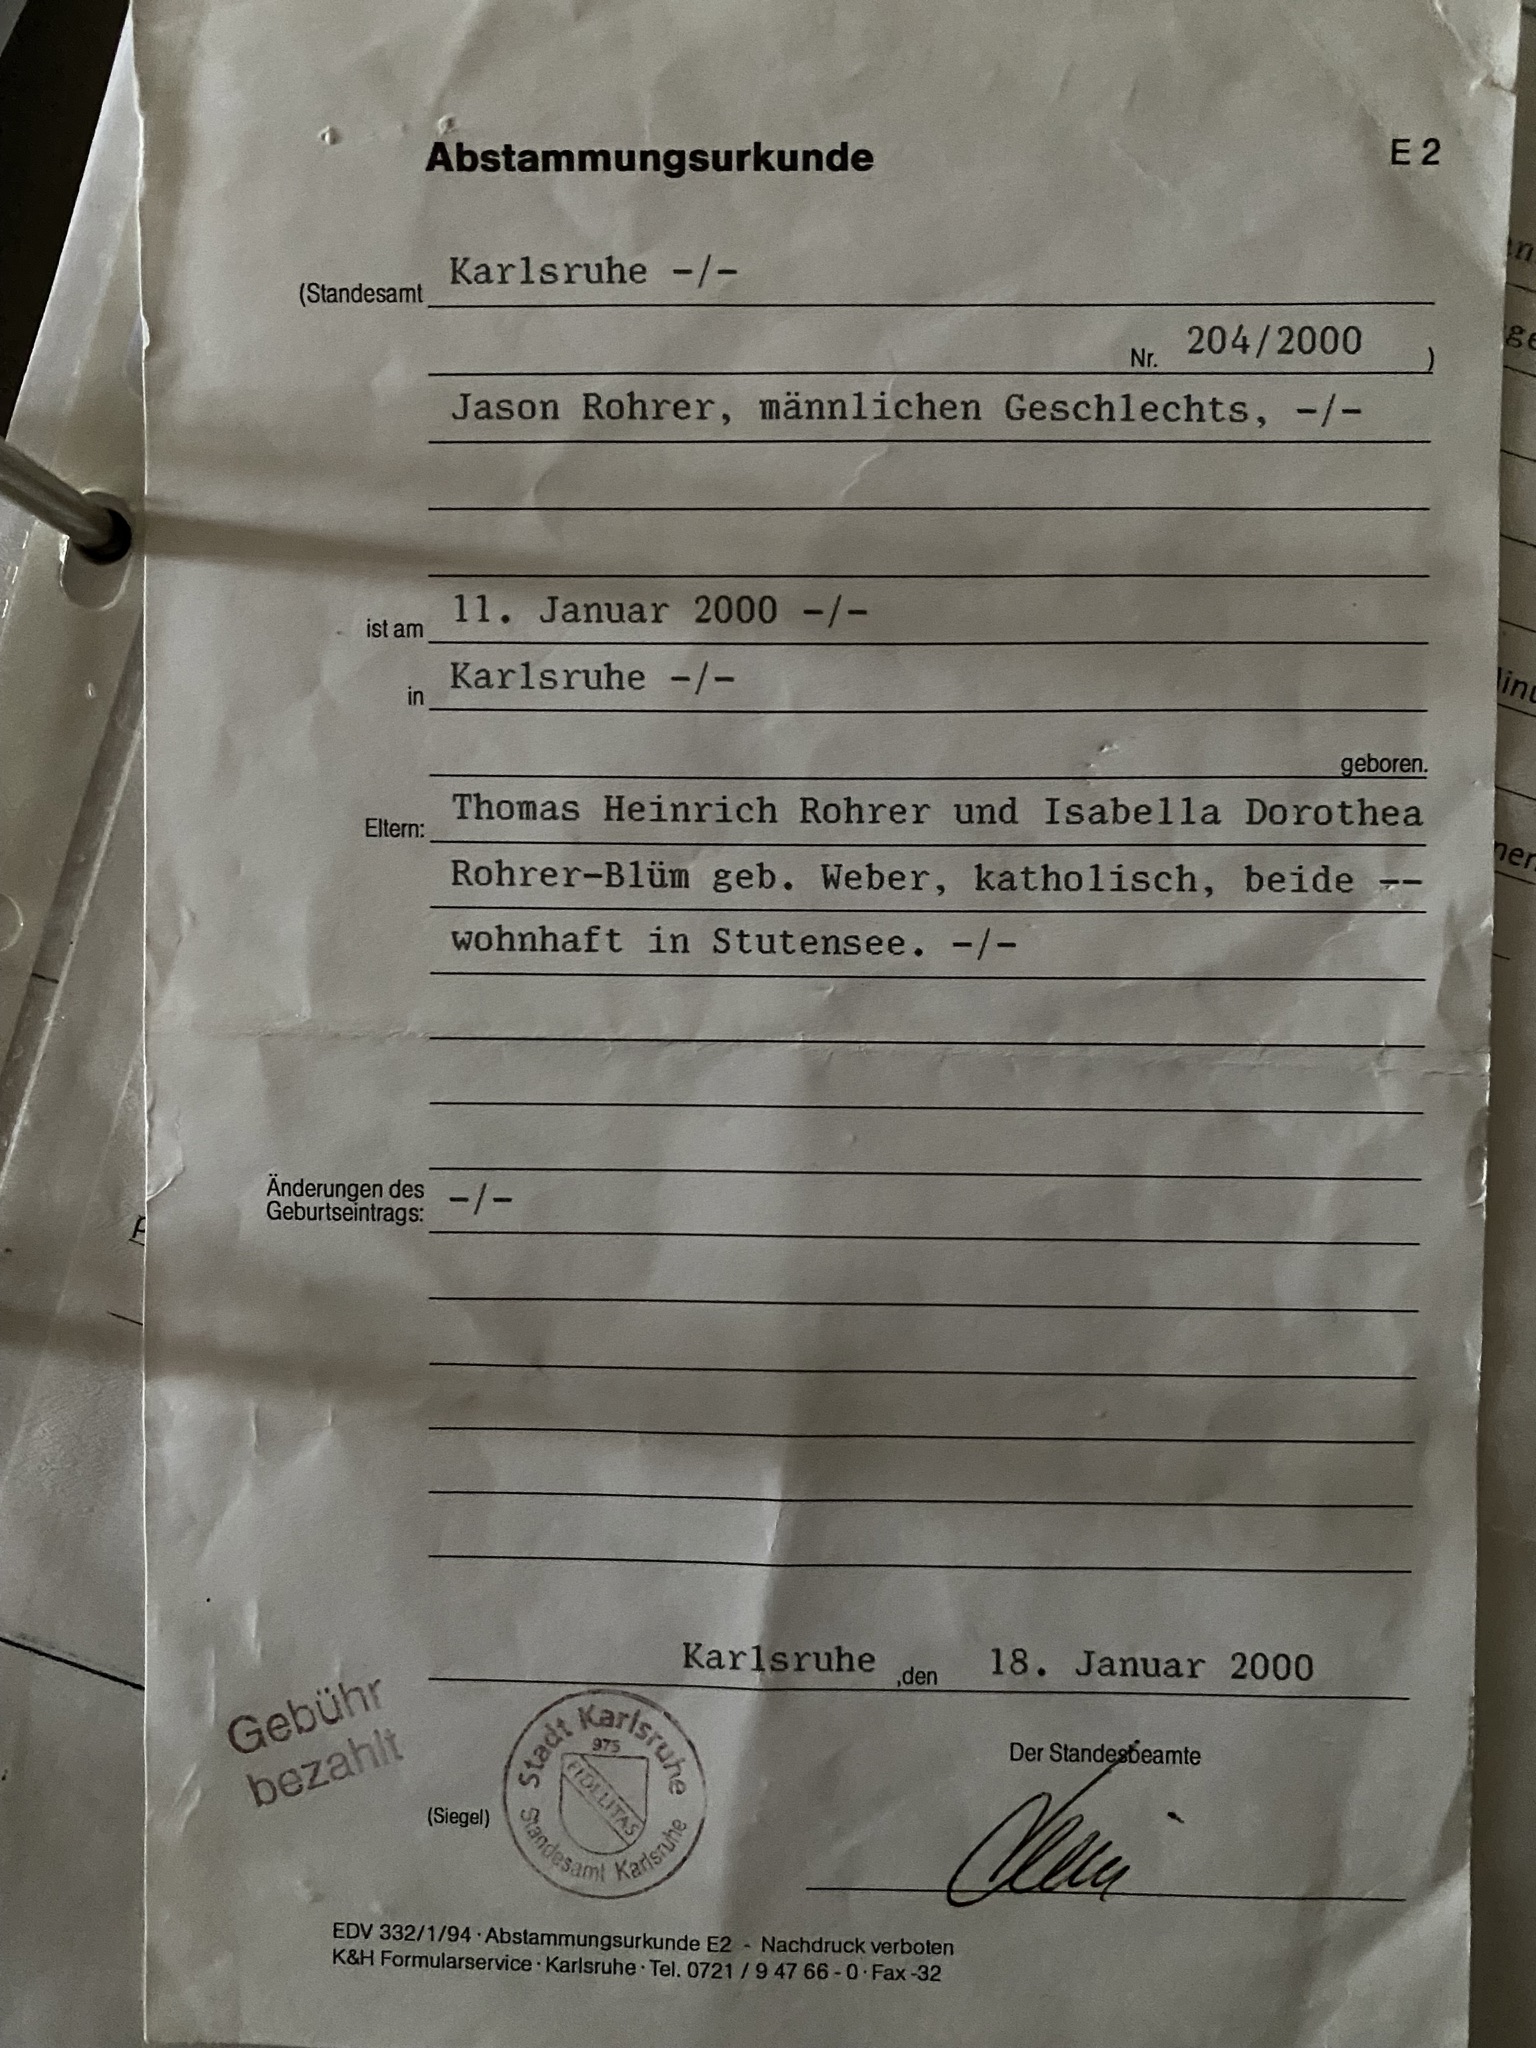 Abstammungsurkunde E 2
(Standesamt Karlsruhe -/-
Nr. 204/2000 )
Jason Rohrer, männlichen Geschlechts, -/-
ist am 11. Januar 2000 -/-
in Karlsruhe -/-
geboren.
Eltern: Thomas Heinrich Rohrer und Isabella Dorothea
Rohrer-Blüm geb. Weber, katholisch, beide --
wohnhaft in Stutensee. -/-
Änderungen des
Geburtseintrags: -/-
Karlsruhe ,den 18. Januar 2000
Gebühr
bezahlt
(Siegel)
Stadt Karlsruhe
975
FIDELITAS
Standesamt Karlsruhe
Der Standesbeamte
EDV 332/1/94 · Abstammungsurkunde E2 - Nachdruck verboten
K&H Formularservice · Karlsruhe · Tel. 0721 / 9 47 66 - 0 · Fax -32